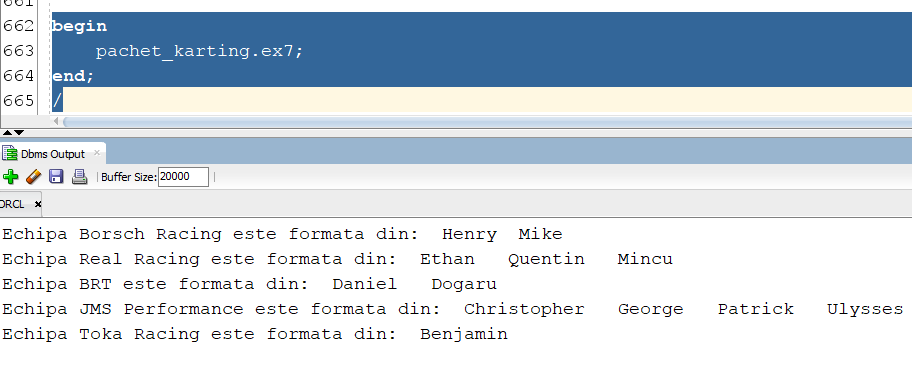 661
662 begin
663 pachet_karting.ex7;
664 end;
665 /
Dbms Output ×
Buffer Size: 20000
ORCL ×
Echipa Borsch Racing este formata din: Henry Mike
Echipa Real Racing este formata din: Ethan Quentin Mincu
Echipa BRT este formata din: Daniel Dogaru
Echipa JMS Performance este formata din: Christopher George Patrick Ulysses
Echipa Toka Racing este formata din: Benjamin